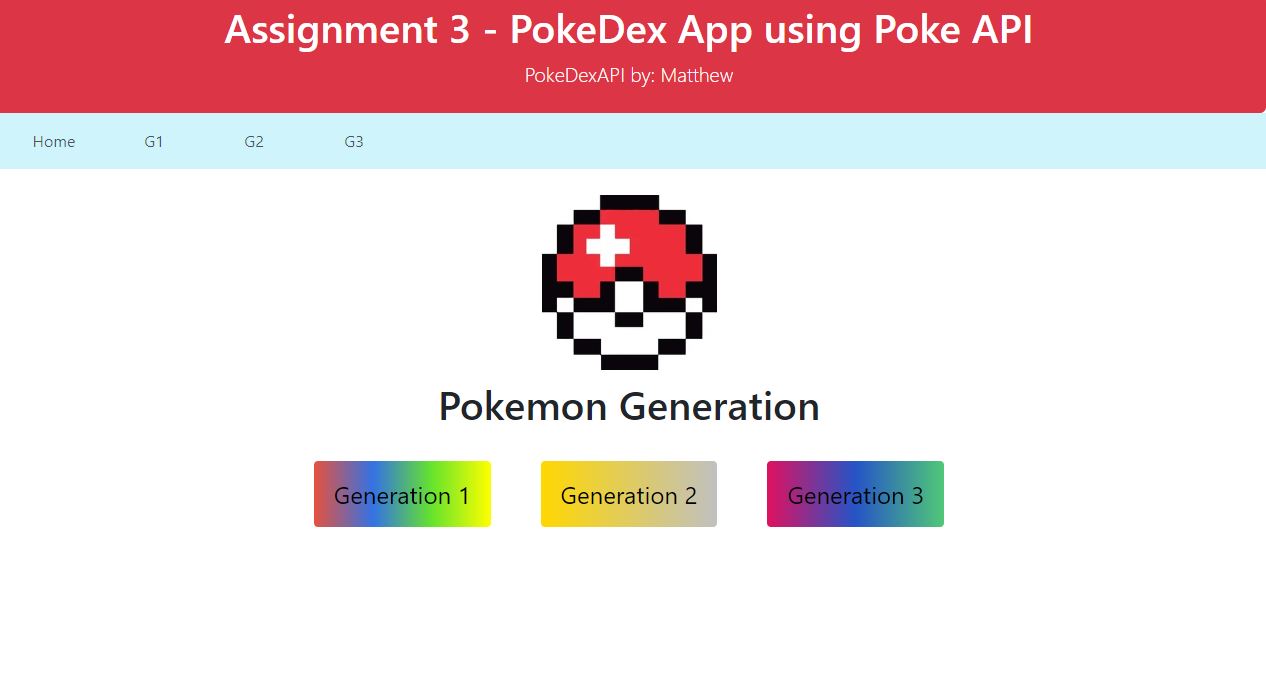 Assignment 3 - PokeDex App using Poke API
PokeDexAPI by: Matthew
Home G1 G2 G3
Pokemon Generation
Generation 1 Generation 2 Generation 3